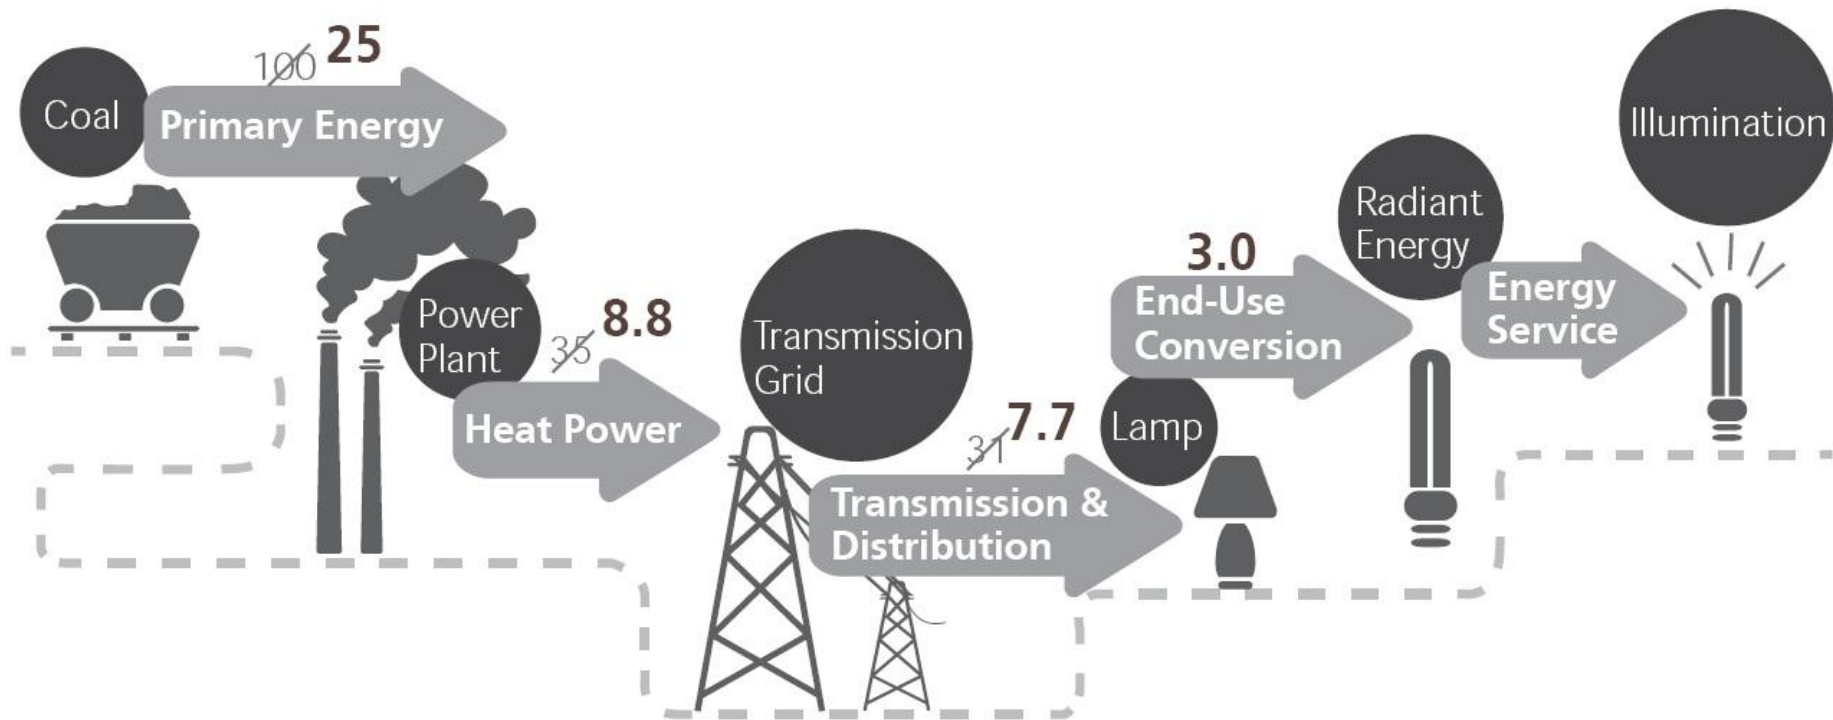 Coal
100 25
Primary Energy
Power
Plant
35 8.8
Heat Power
Transmission
Grid
31 7.7
Transmission &
Distribution
Lamp
3.0
End-Use
Conversion
Radiant
Energy
Energy
Service
Illumination